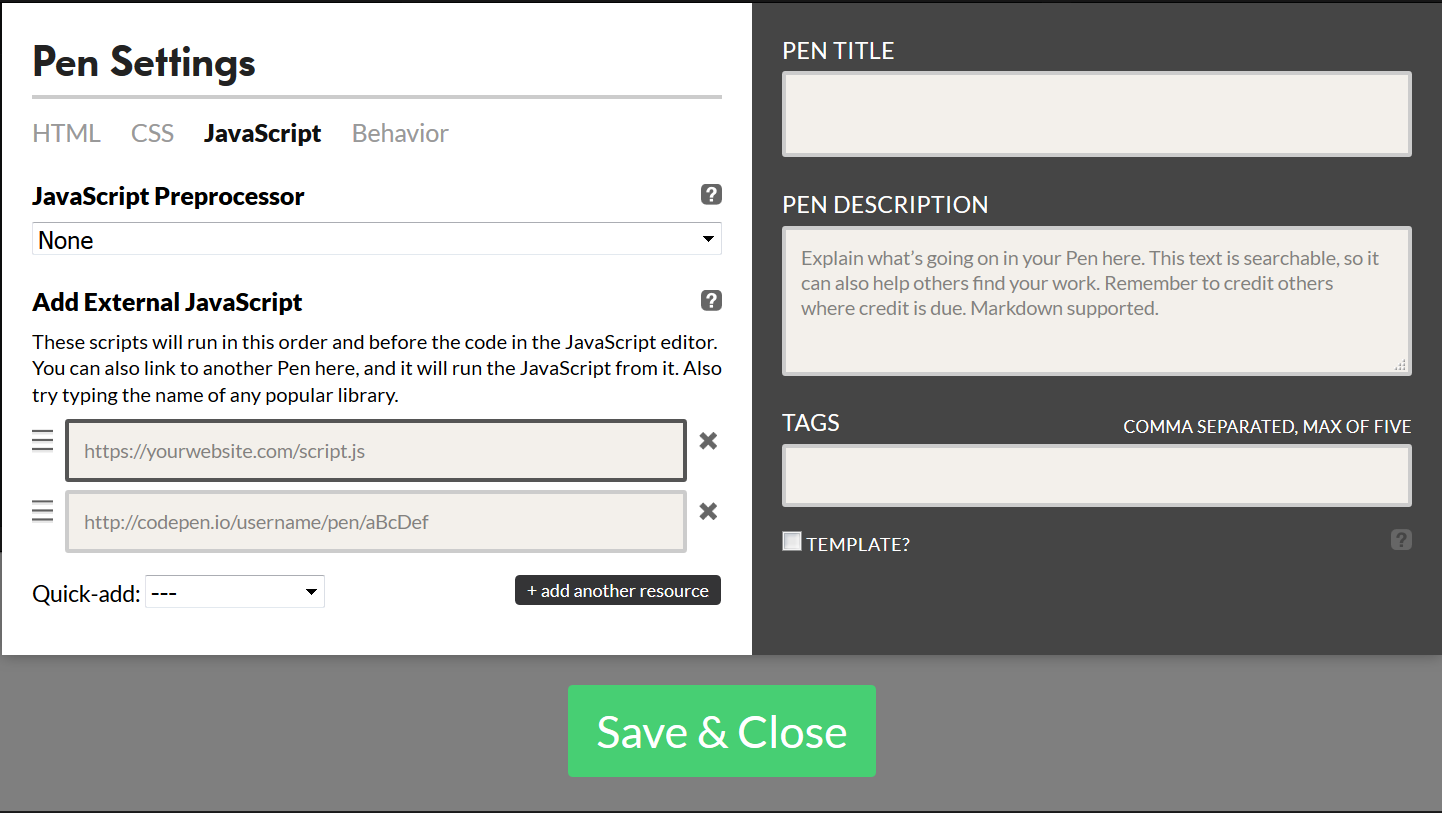 Pen Settings
HTML CSS JavaScript Behavior
JavaScript Preprocessor ?
None
Add External JavaScript ?
These scripts will run in this order and before the code in the JavaScript editor.
You can also link to another Pen here, and it will run the JavaScript from it. Also
try typing the name of any popular library.
https://yourwebsite.com/script.js
http://codepen.io/username/pen/aBcDef
Quick-add: --- + add another resource
PEN TITLE
PEN DESCRIPTION
Explain what’s going on in your Pen here. This text is searchable, so it
can also help others find your work. Remember to credit others
where credit is due. Markdown supported.
TAGS COMMA SEPARATED, MAX OF FIVE
TEMPLATE? ?
Save & Close